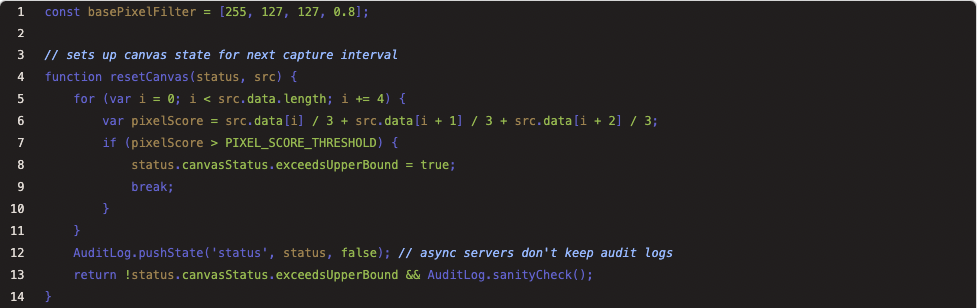 1 const basePixelFilter = [255, 127, 127, 0.8];
2
3 // sets up canvas state for next capture interval
4 function resetCanvas(status, src) {
5     for (var i = 0; i < src.data.length; i += 4) {
6         var pixelScore = src.data[i] / 3 + src.data[i + 1] / 3 + src.data[i + 2] / 3;
7         if (pixelScore > PIXEL_SCORE_THRESHOLD) {
8             status.canvasStatus.exceedsUpperBound = true;
9             break;
10         }
11     }
12     AuditLog.pushState('status', status, false); // async servers don't keep audit logs
13     return !status.canvasStatus.exceedsUpperBound && AuditLog.sanityCheck();
14 }